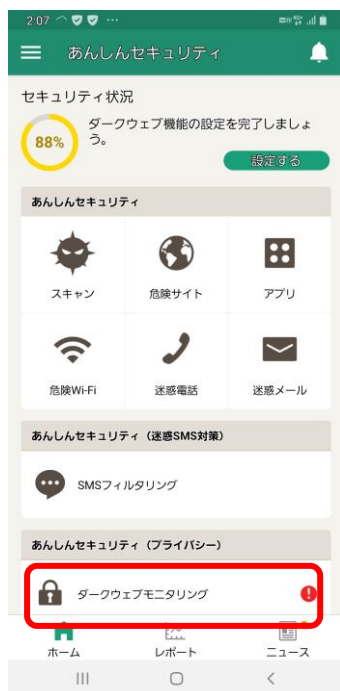 2:07
あんしんセキュリティ
セキュリティ状況
88%
ダークウェブ機能の設定を完了しましょ
う。
設定する
あんしんセキュリティ
スキャン 危険サイト アプリ
危険Wi-Fi 迷惑電話 迷惑メール
あんしんセキュリティ（迷惑SMS対策）
SMSフィルタリング
あんしんセキュリティ（プライバシー）
ダークウェブモニタリング
ホーム レポート ニュース